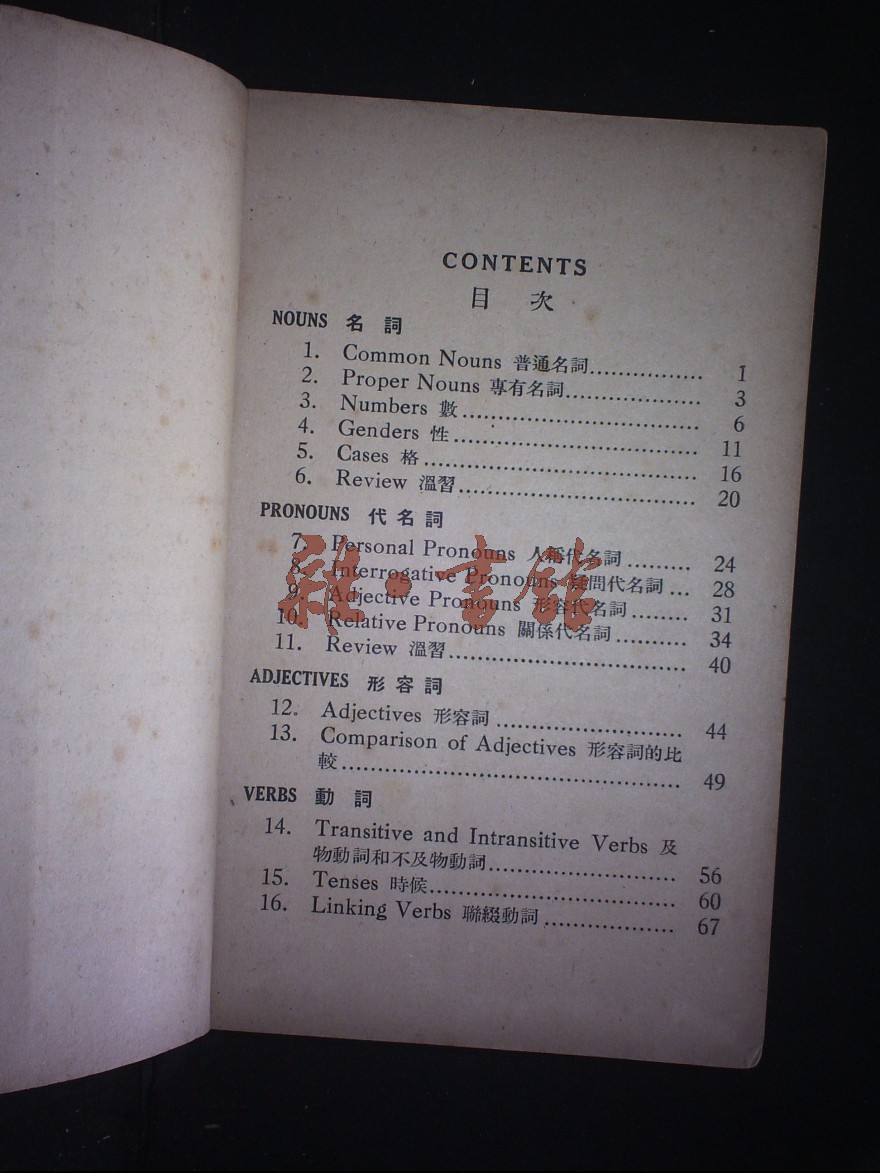 CONTENTS
目 次
NOUNS 名 詞
1. Common Nouns 普通名詞................. 1
2. Proper Nouns 專有名詞.................... 3
3. Numbers 數................................... 6
4. Genders 性.................................... 11
5. Cases 格........................................ 16
6. Review 溫習................................... 20
PRONOUNS 代 名 詞
7. Personal Pronouns 人稱代名詞 ......... 24
8. Interrogative Pronouns 疑問代名詞 ... 28
9. Adjective Pronouns 形容代名詞........ 31
10. Relative Pronouns 關係代名詞 .......... 34
11. Review 溫習................................... 40
ADJECTIVES 形 容 詞
12. Adjectives 形容詞 ........................... 44
13. Comparison of Adjectives 形容詞的比
較................................................ 49
VERBS 動 詞
14. Transitive and Intransitive Verbs 及
物動詞和不及物動詞........................... 56
15. Tenses 時候..................................... 60
16. Linking Verbs 聯綴動詞 ................... 67
雜·書館